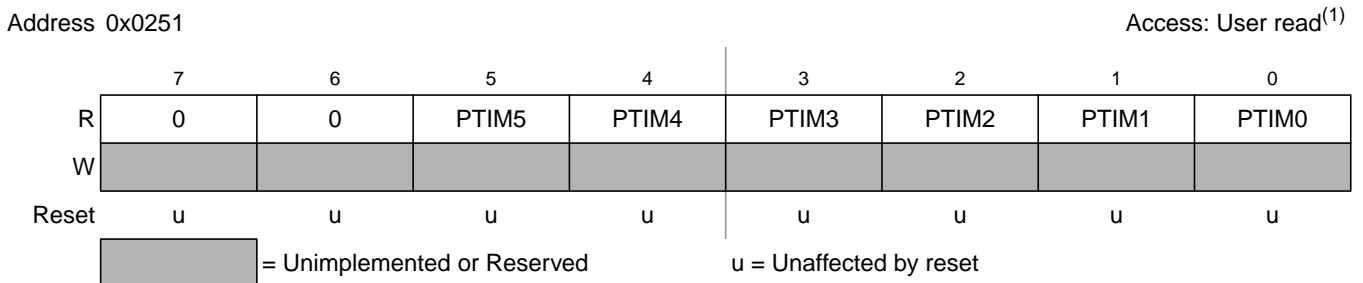 Address 0x0251 Access: User read(1)
7 6 5 4 3 2 1 0
R 0 0 PTIM5 PTIM4 PTIM3 PTIM2 PTIM1 PTIM0
W
Reset u u u u u u u u
= Unimplemented or Reserved u = Unaffected by reset